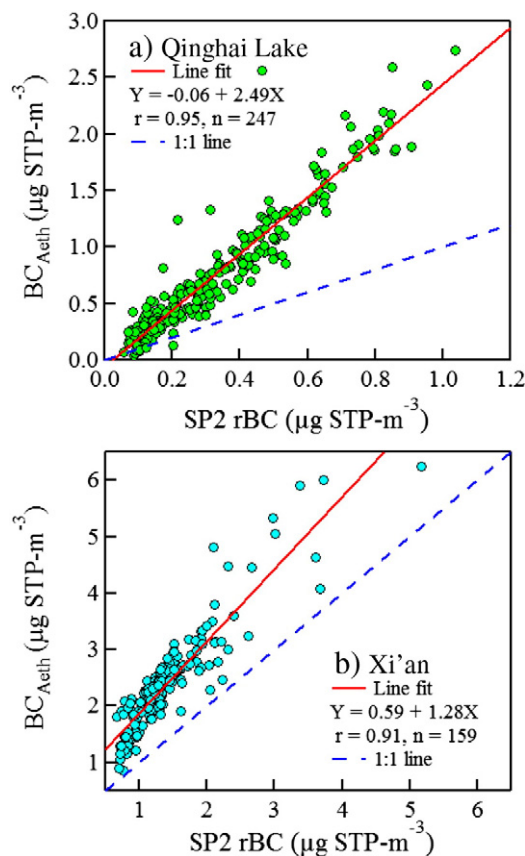 3.0
a) Qinghai Lake
Line fit
Y = -0.06 + 2.49X
2.5
r = 0.95, n = 247
1:1 line
2.0
1.5
1.0
0.5
0.0
BC_Aeth (µg STP-m⁻³)
0.0 0.2 0.4 0.6 0.8 1.0 1.2
SP2 rBC (µg STP-m⁻³)
6
5
4
3
2
1
BC_Aeth (µg STP-m⁻³)
b) Xi'an
Line fit
Y = 0.59 + 1.28X
r = 0.91, n = 159
1:1 line
1 2 3 4 5 6
SP2 rBC (µg STP-m⁻³)